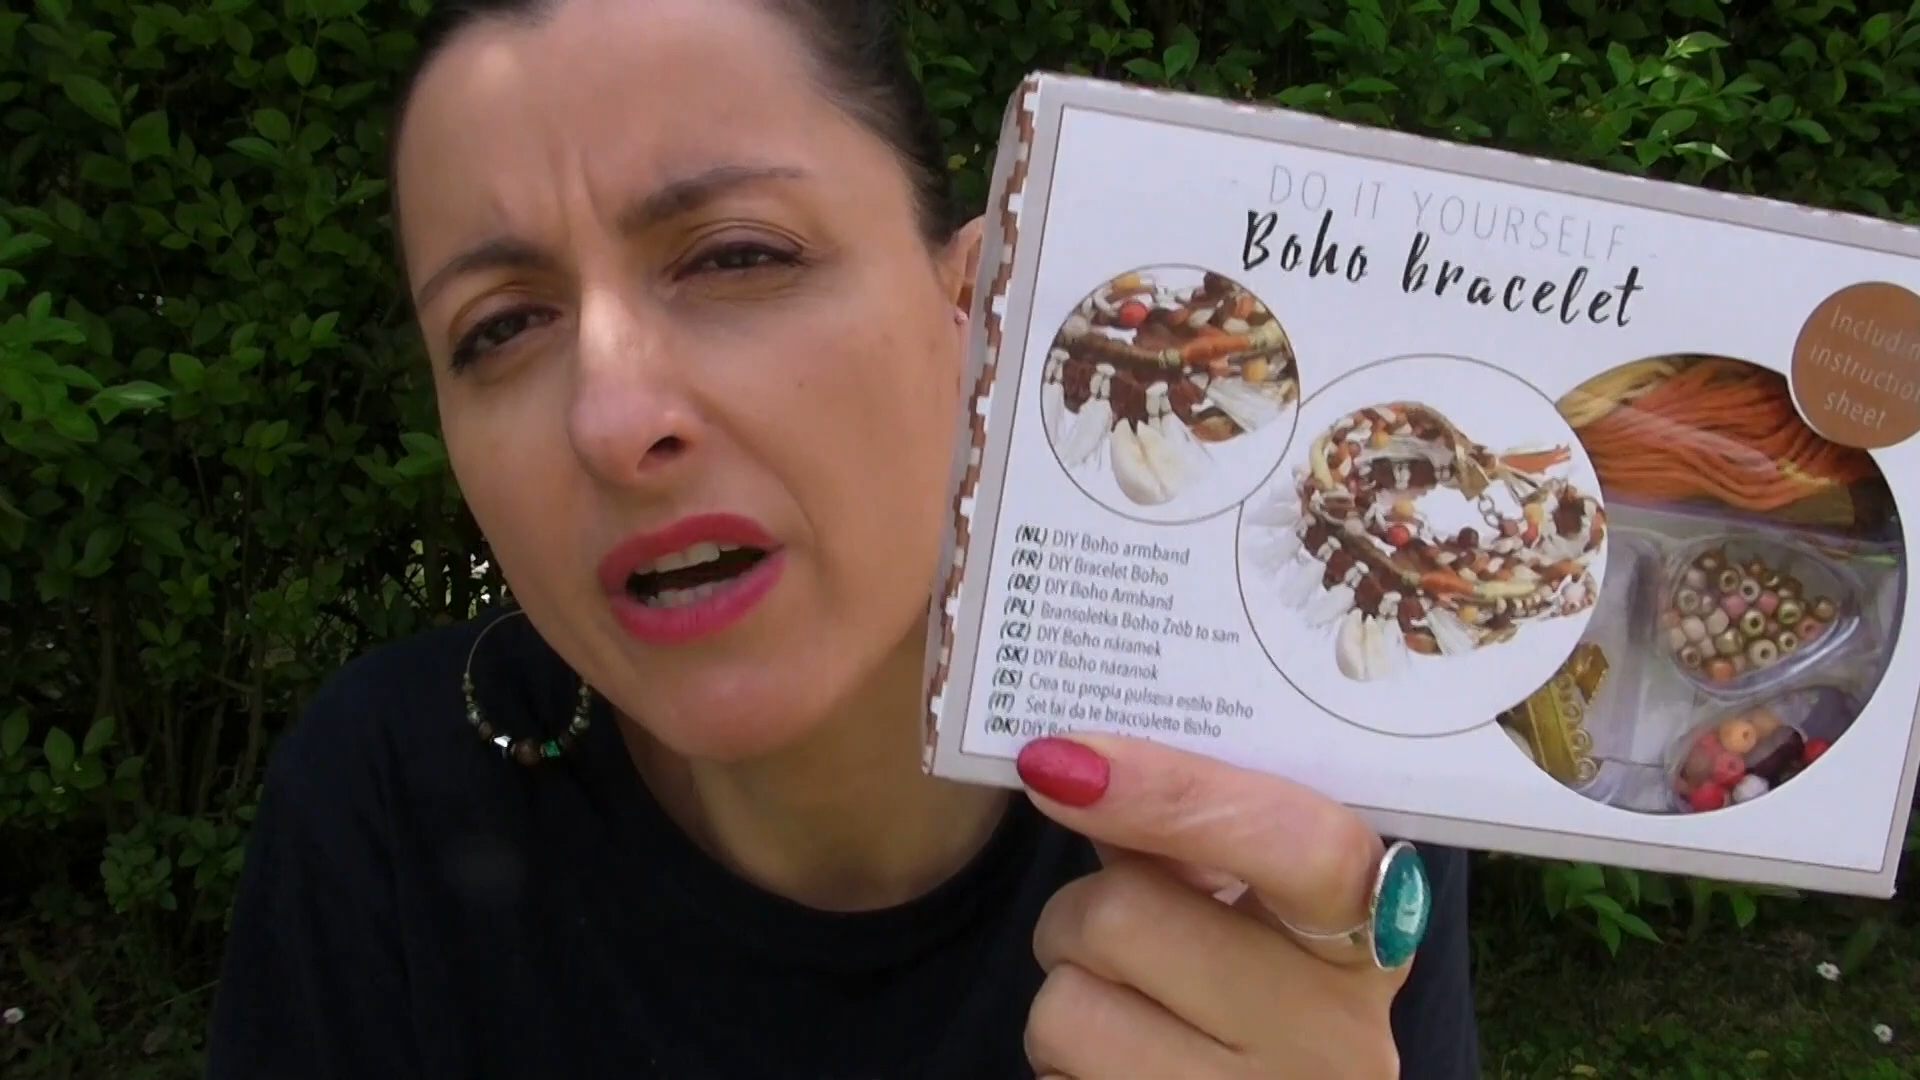 DO IT YOURSELF
Boho bracelet
Includin
instruction
sheet
(NL) DIY Boho armband
(FR) DIY Bracelet Boho
(DE) DIY Boho Armband
(PL) Bransoletka Boho Zrób to sam
(CZ) DIY Boho náramek
(SK) DIY Boho náramok
(ES) Crea tu propia pulsera estilo Boho
(IT) Set fai da te braccialetto Boho
(DK) DIY